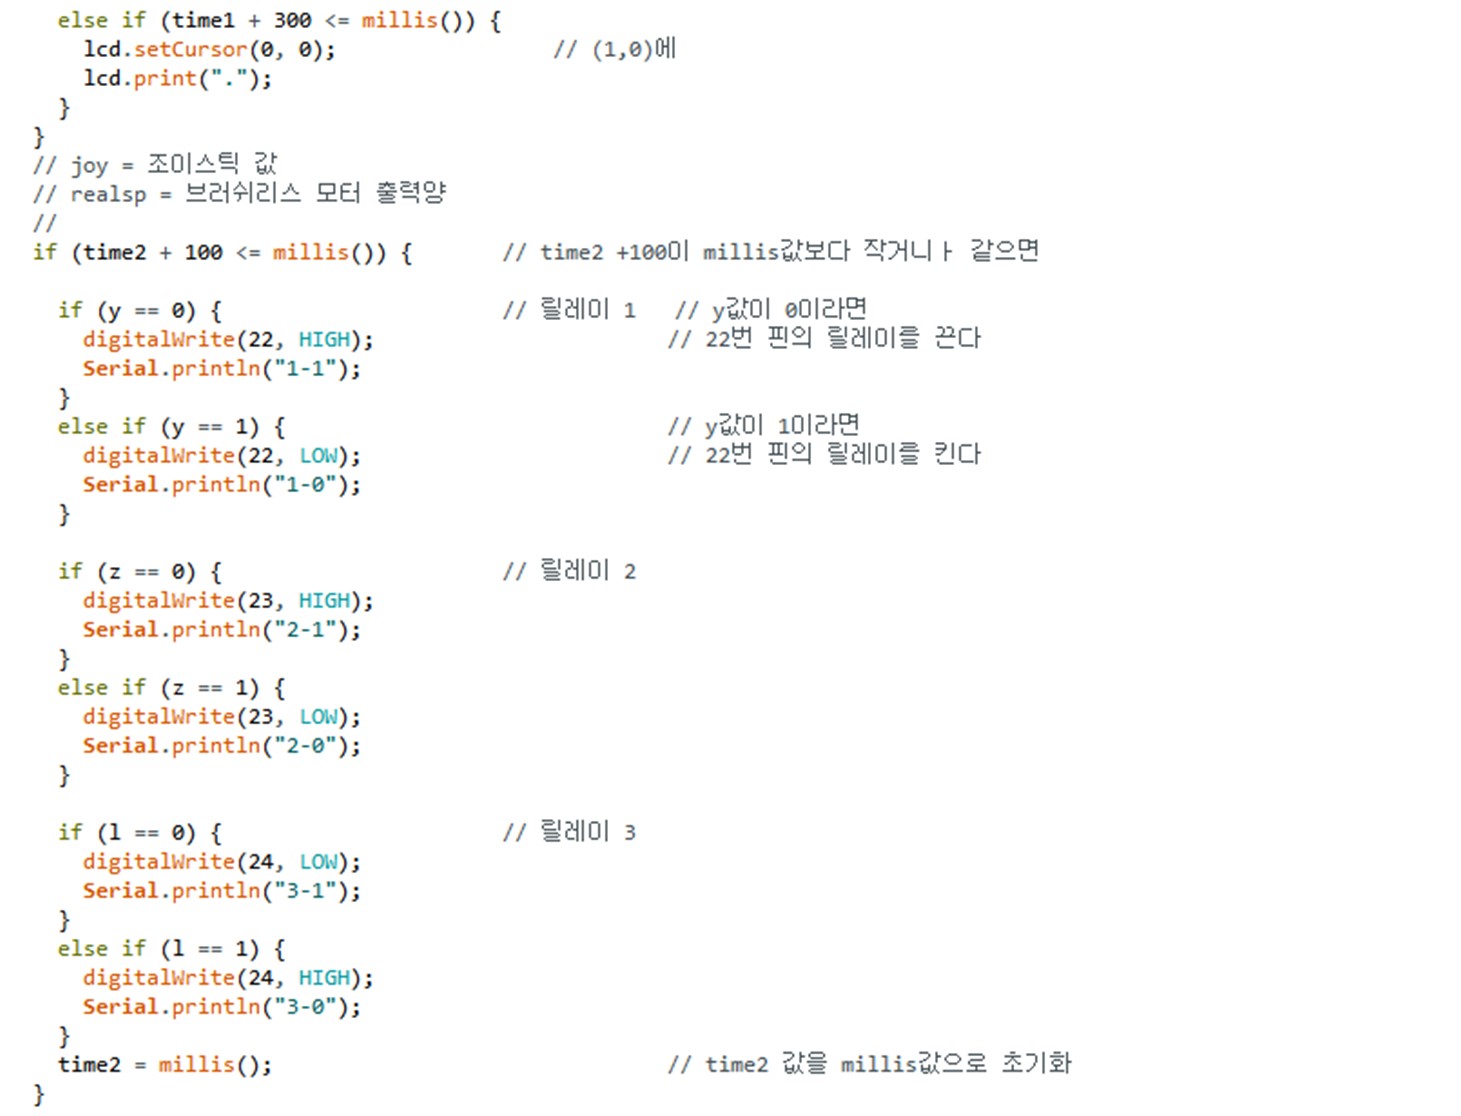 else if (time1 + 300 <= millis()) {
lcd.setCursor(0, 0); // (1,0)에
lcd.print(".");
}
}
// joy = 조이스틱 값
// realsp = 브러쉬리스 모터 출력양
//
if (time2 + 100 <= millis()) { // time2 +100이 millis값보다 작거니ㅏ 같으면
if (y == 0) { // 릴레이 1 // y값이 0이라면
digitalWrite(22, HIGH); // 22번 핀의 릴레이를 끈다
Serial.println("1-1");
}
else if (y == 1) { // y값이 1이라면
digitalWrite(22, LOW); // 22번 핀의 릴레이를 킨다
Serial.println("1-0");
}
if (z == 0) { // 릴레이 2
digitalWrite(23, HIGH);
Serial.println("2-1");
}
else if (z == 1) {
digitalWrite(23, LOW);
Serial.println("2-0");
}
if (l == 0) { // 릴레이 3
digitalWrite(24, LOW);
Serial.println("3-1");
}
else if (l == 1) {
digitalWrite(24, HIGH);
Serial.println("3-0");
}
time2 = millis(); // time2 값을 millis값으로 초기화
}